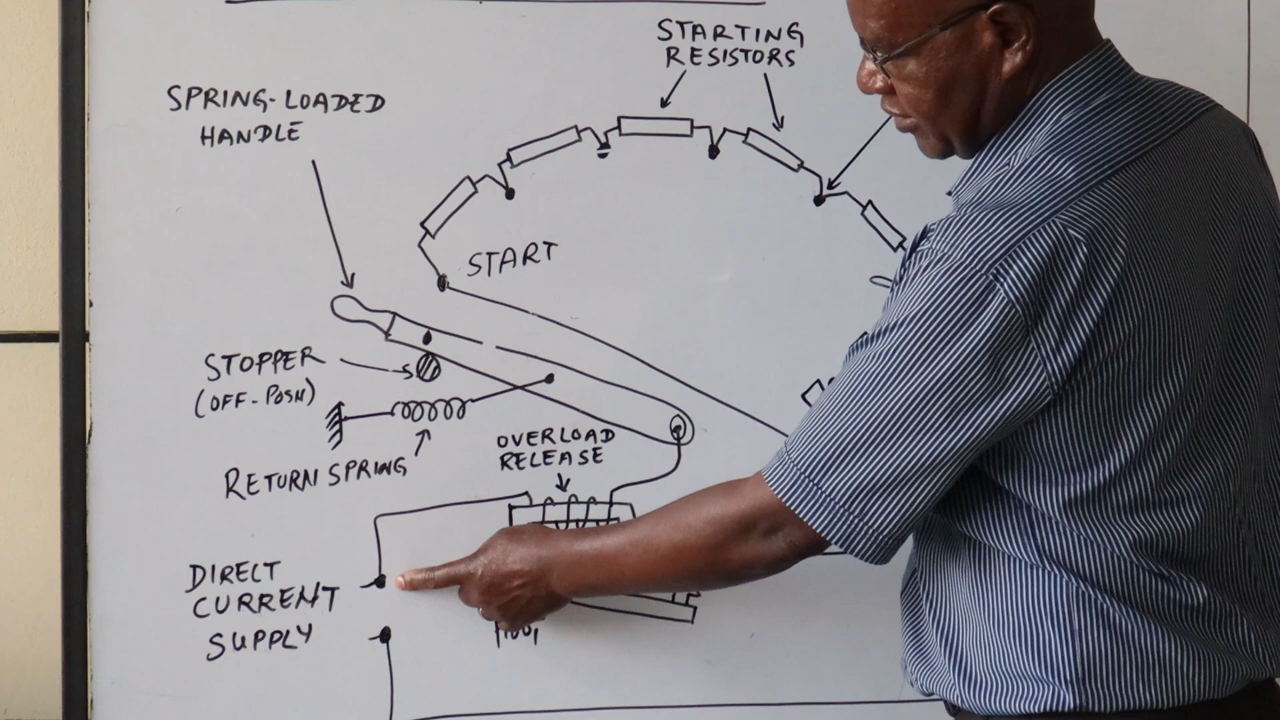 STARTING
RESISTORS
SPRING-LOADED
HANDLE
START
STOPPER
(OFF-POSN)
RETURN SPRING
OVERLOAD
RELEASE
DIRECT
CURRENT
SUPPLY